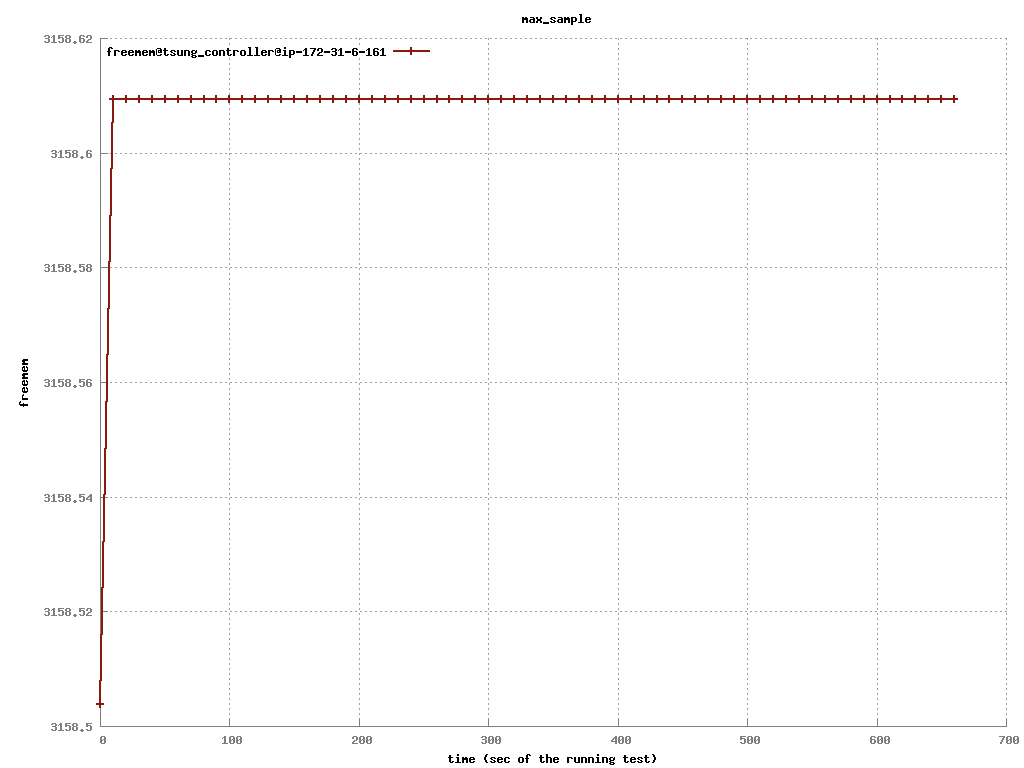 max_sample
3158.62
freemem@tsung_controller@ip-172-31-6-161
3158.6
3158.58
3158.56
freemem
3158.54
3158.52
3158.5
0 100 200 300 400 500 600 700
time (sec of the running test)